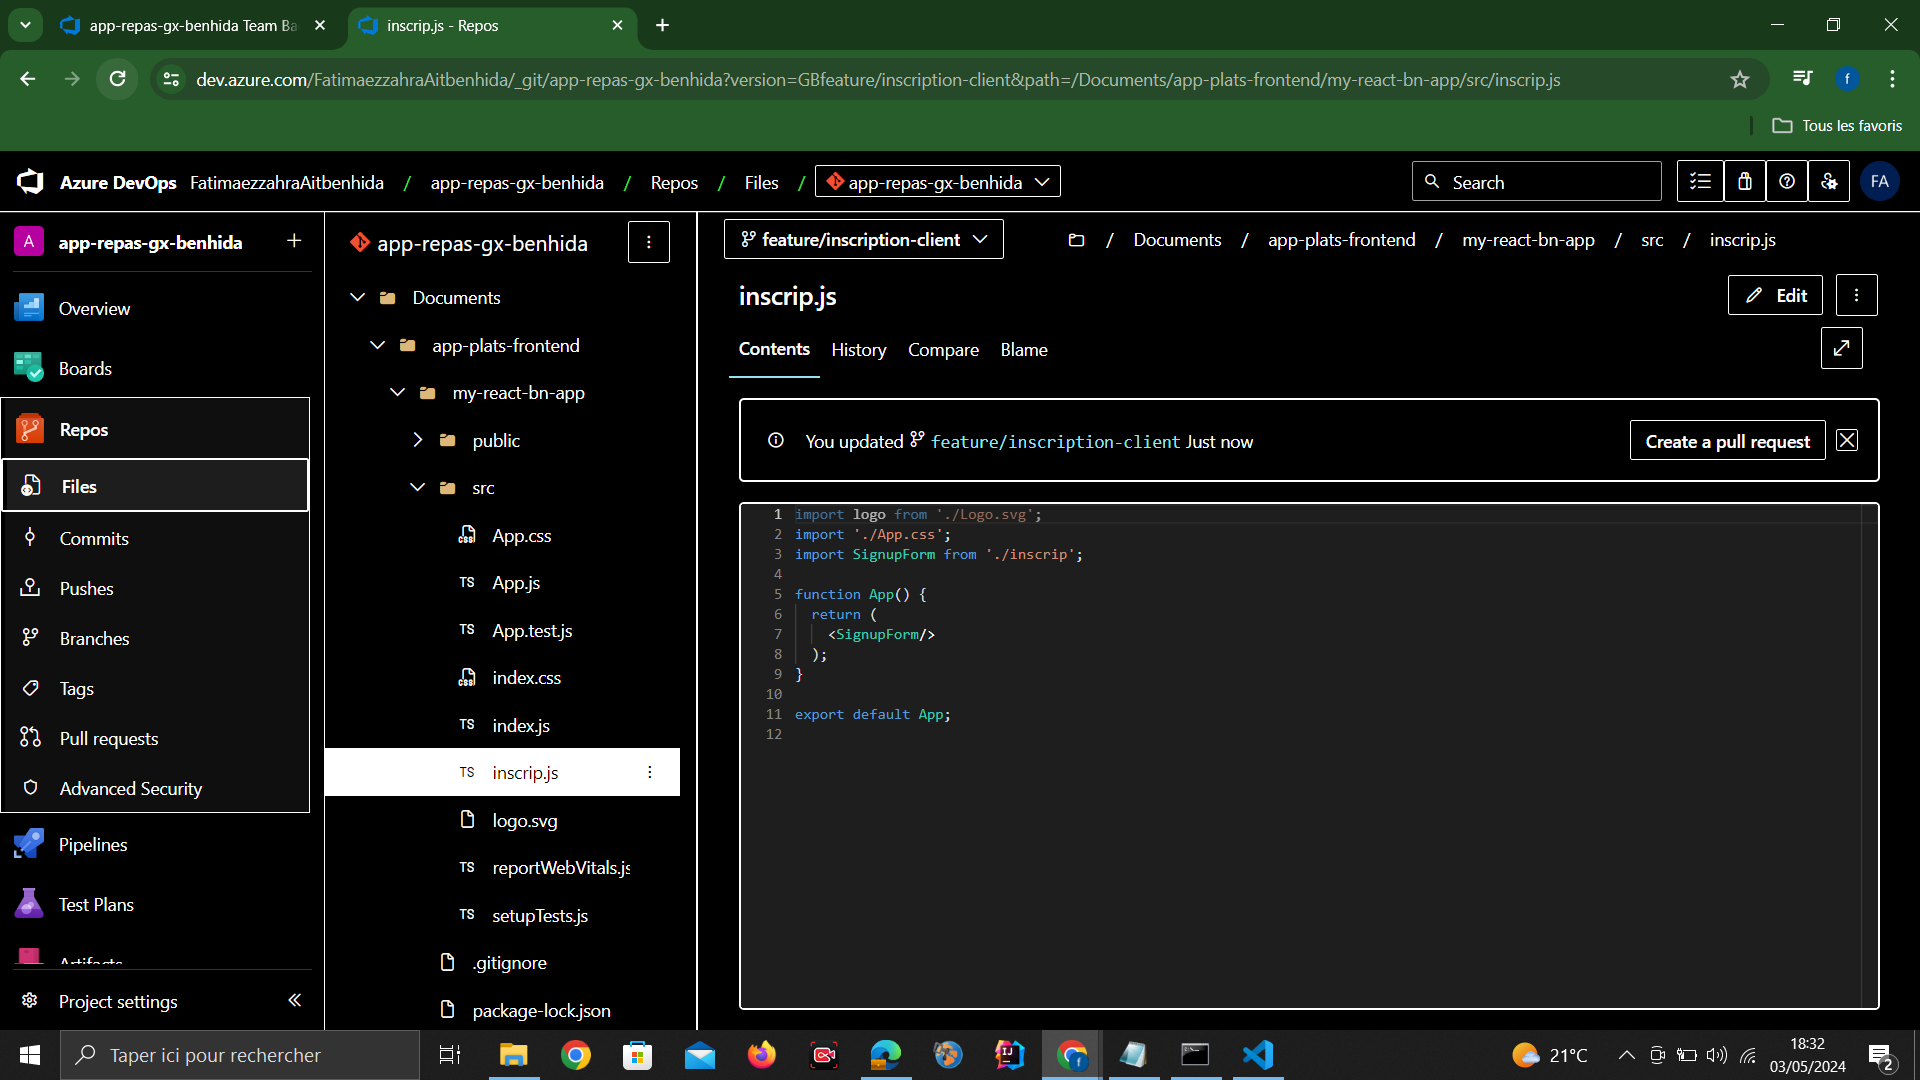 app-repas-gx-benhida Team Ba
inscrip.js - Repos
dev.azure.com/FatimaezzahraAitbenhida/_git/app-repas-gx-benhida?version=GBfeature/inscription-client&path=/Documents/app-plats-frontend/my-react-bn-app/src/inscrip.js
f
Tous les favoris
Azure DevOps FatimaezzahraAitbenhida / app-repas-gx-benhida / Repos / Files / app-repas-gx-benhida
Search
FA
A app-repas-gx-benhida
Overview
Boards
Repos
Files
Commits
Pushes
Branches
Tags
Pull requests
Advanced Security
Pipelines
Test Plans
Artifacts
Project settings
app-repas-gx-benhida
Documents
app-plats-frontend
my-react-bn-app
public
src
App.css
TS App.js
TS App.test.js
index.css
TS index.js
TS inscrip.js
logo.svg
TS reportWebVitals.js
TS setupTests.js
.gitignore
package-lock.json
feature/inscription-client
/ Documents / app-plats-frontend / my-react-bn-app / src / inscrip.js
inscrip.js
Edit
Contents History Compare Blame
You updated feature/inscription-client Just now
Create a pull request
1 import logo from './Logo.svg';
2 import './App.css';
3 import SignupForm from './inscrip';
4
5 function App() {
6 return (
7 <SignupForm/>
8 );
9 }
10
11 export default App;
12
Taper ici pour rechercher
21°C
18:32
03/05/2024
2